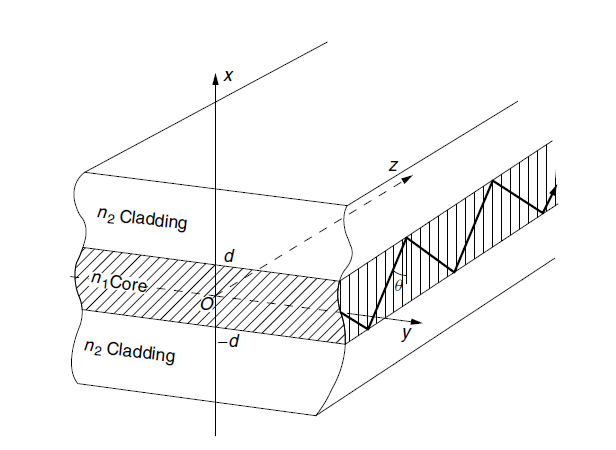 x
z
n₂ Cladding
d
n₁Core
θ
O
y
–d
n₂ Cladding